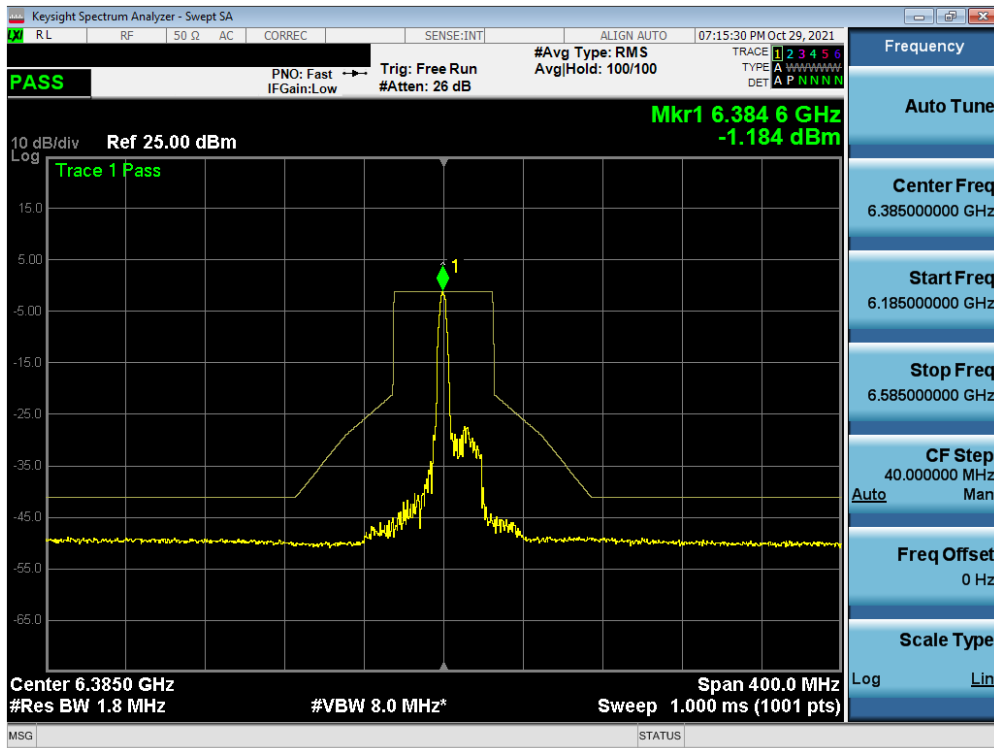 Keysight Spectrum Analyzer - Swept SA
LXI RL RF 50 Ω AC CORREC SENSE:INT ALIGN AUTO 07:15:30 PM Oct 29, 2021
PASS
PNO: Fast
IFGain:Low
Trig: Free Run
#Atten: 26 dB
#Avg Type: RMS
Avg|Hold: 100/100
TRACE 1 2 3 4 5 6
TYPE A WWWWW
DET A P N N N N
Mkr1 6.384 6 GHz
-1.184 dBm
10 dB/div Ref 25.00 dBm
Log
Trace 1 Pass
1
15.0
5.00
-5.00
-15.0
-25.0
-35.0
-45.0
-55.0
-65.0
Center 6.3850 GHz Span 400.0 MHz
#Res BW 1.8 MHz #VBW 8.0 MHz* Sweep 1.000 ms (1001 pts)
MSG STATUS
Frequency
Auto Tune
Center Freq
6.385000000 GHz
Start Freq
6.185000000 GHz
Stop Freq
6.585000000 GHz
CF Step
40.000000 MHz
Auto Man
Freq Offset
0 Hz
Scale Type
Log Lin